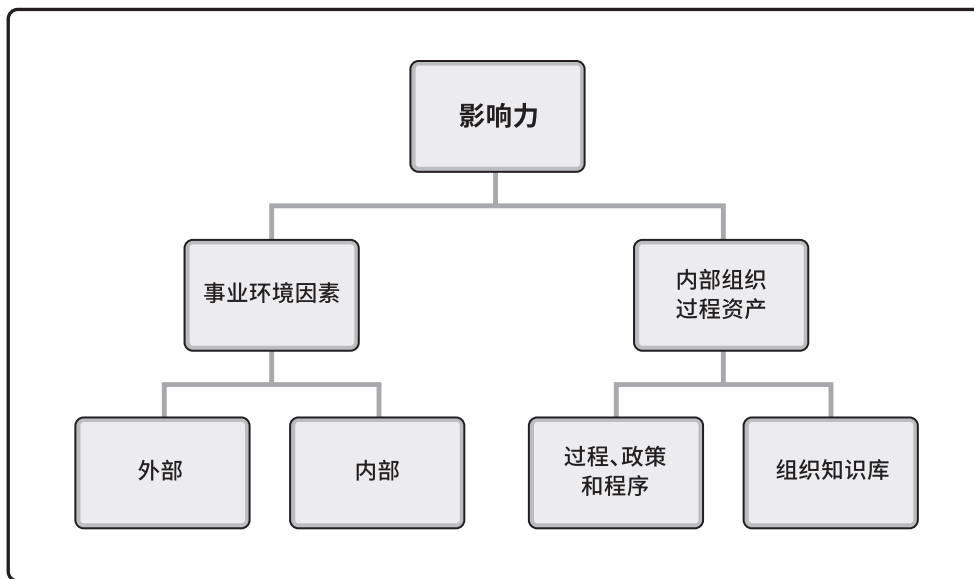 影响力
事业环境因素
内部组织
过程资产
外部
内部
过程、政策
和程序
组织知识库